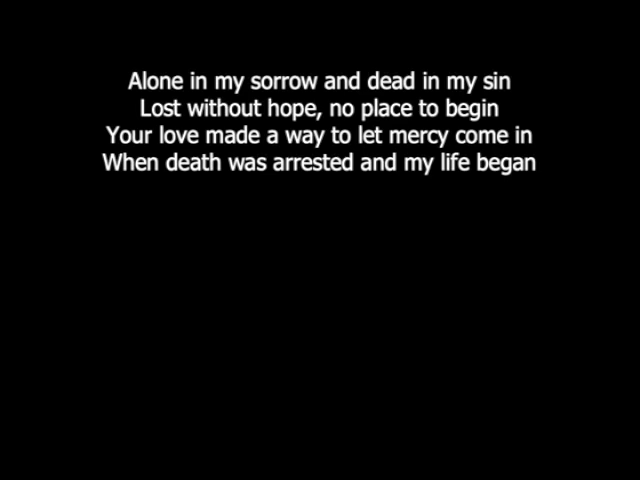 Alone in my sorrow and dead in my sin
Lost without hope, no place to begin
Your love made a way to let mercy come in
When death was arrested and my life began